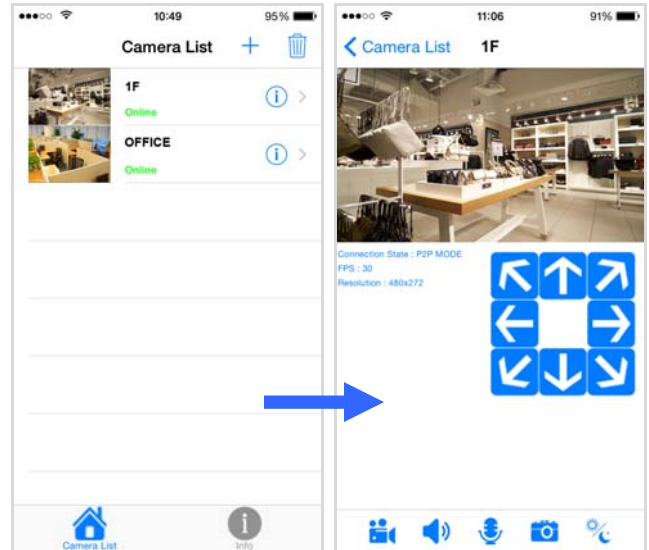 10:49
95%
Camera List
1F
Online
OFFICE
Online
Camera List
Info
11:06
91%
Camera List
1F
Connection State : P2P MODE
FPS : 30
Resolution : 480x272